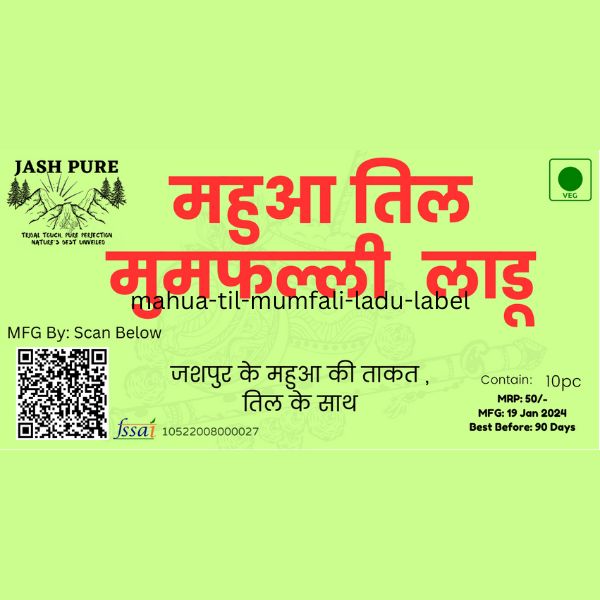 JASH PURE
TRIBAL TOUCH, PURE PERFECTION
NATURE'S BEST UNVEILED
महुआ तिल
मुमफल्ली लाडू
mahua-til-mumfali-ladu-label
VEG
MFG By: Scan Below
जशपुर के महुआ की ताकत ,
तिल के साथ
fssai 10522008000027
Contain: 10pc
MRP: 50/-
MFG: 19 Jan 2024
Best Before: 90 Days